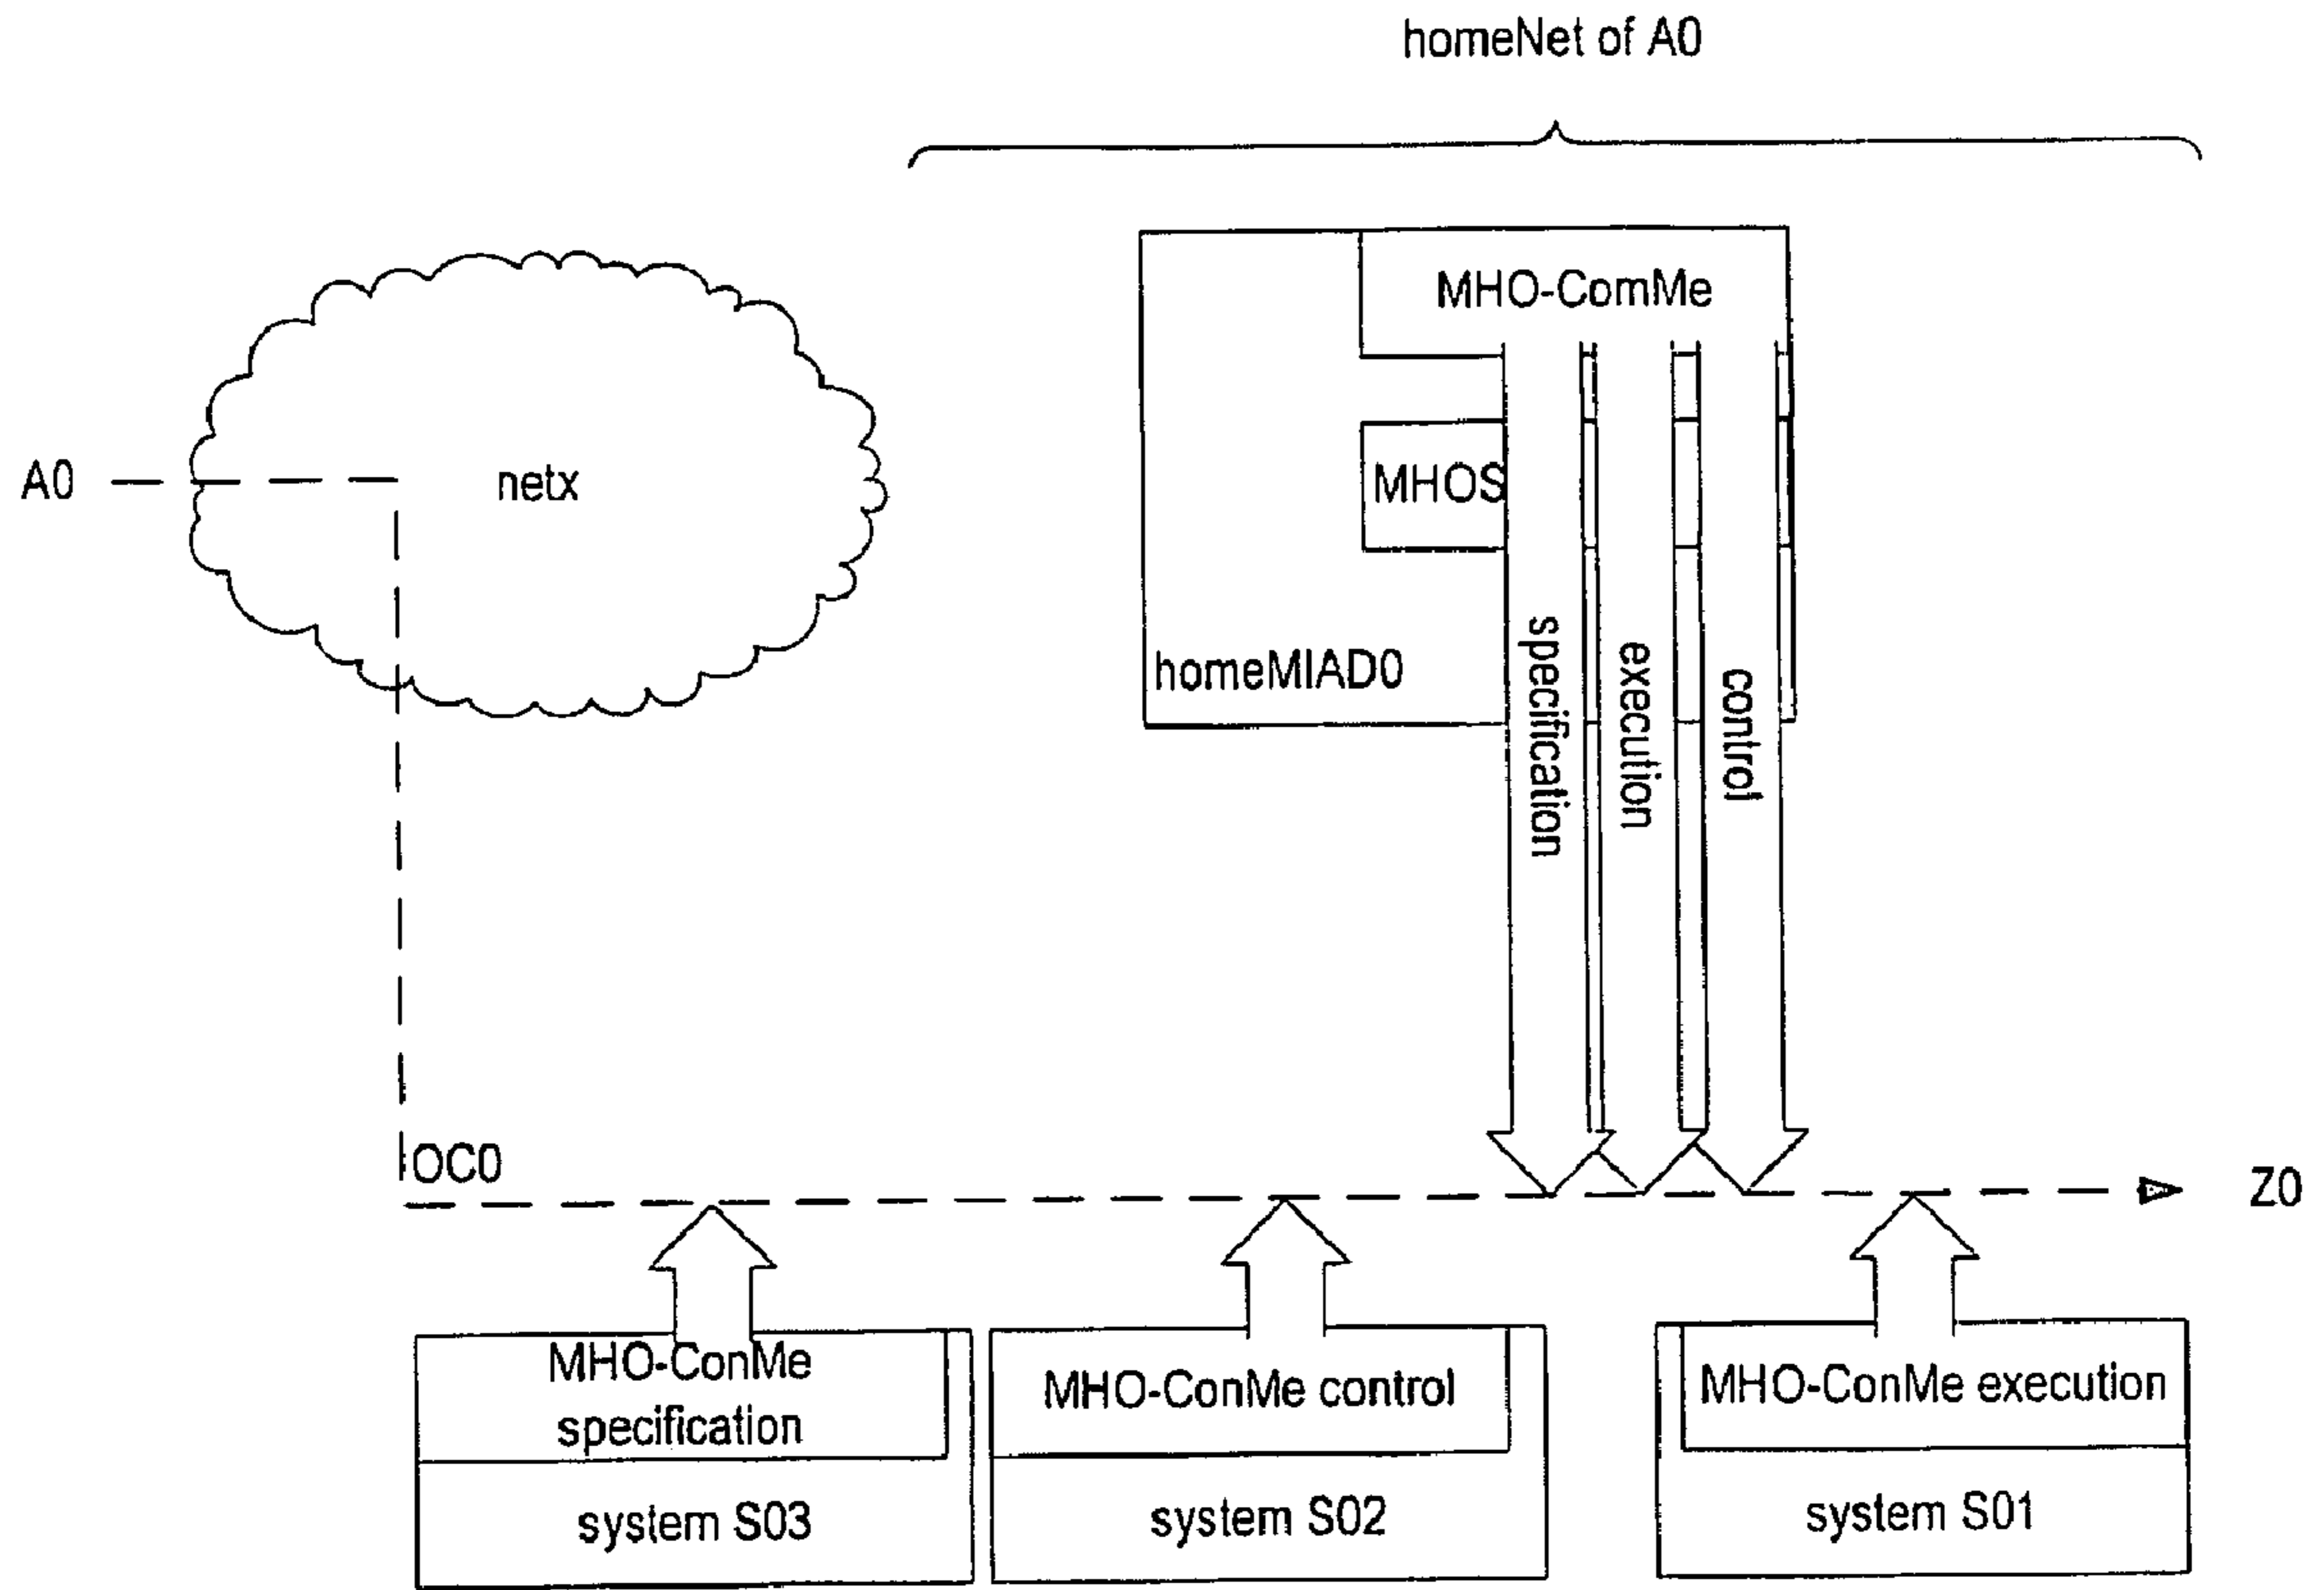 homeNet of A0
MHO-ComMe
A0
netx
MHOS
homeMIAD0
specification
execution
control
OC0
Z0
MHO-ConMe
specification
MHO-ConMe control
MHO-ConMe execution
system S03
system S02
system S01